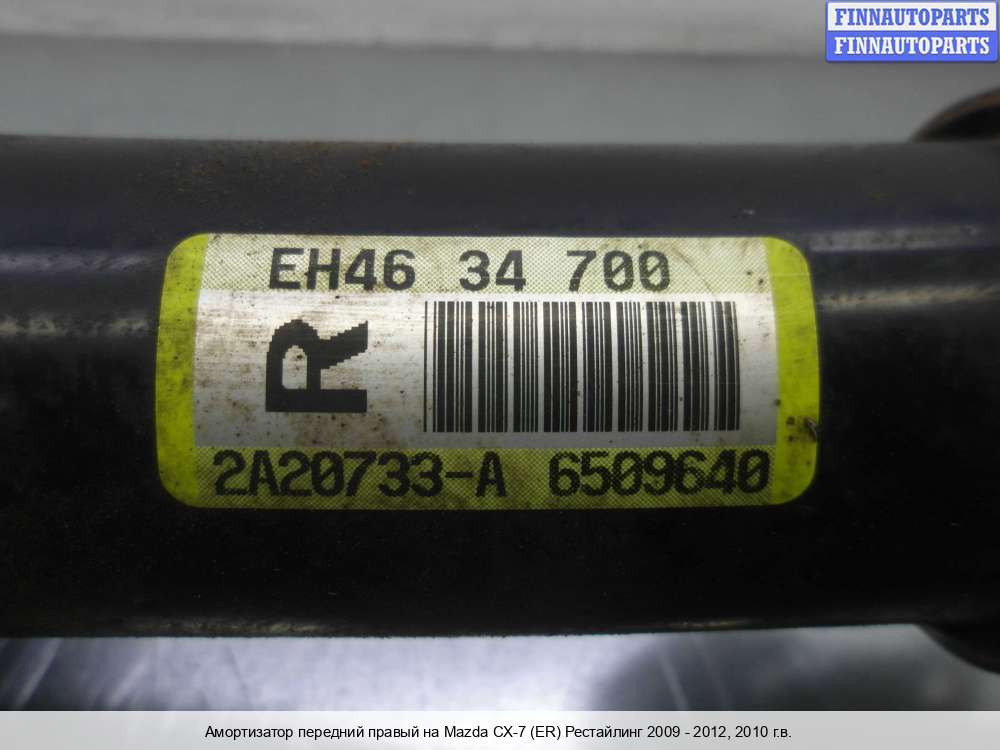 FINNAUTOPARTS
FINNAUTOPARTS
EH46 34 700
R
2A20733-A 6509640
Амортизатор передний правый на Mazda CX-7 (ER) Рестайлинг 2009 - 2012, 2010 г.в.